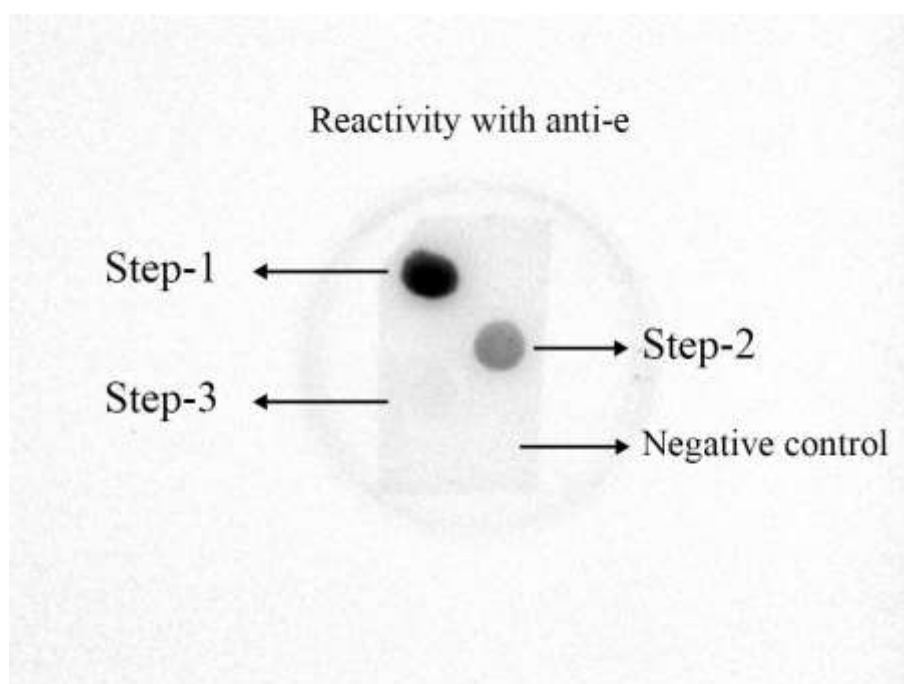 Reactivity with anti-e
Step-1
Step-2
Step-3
Negative control